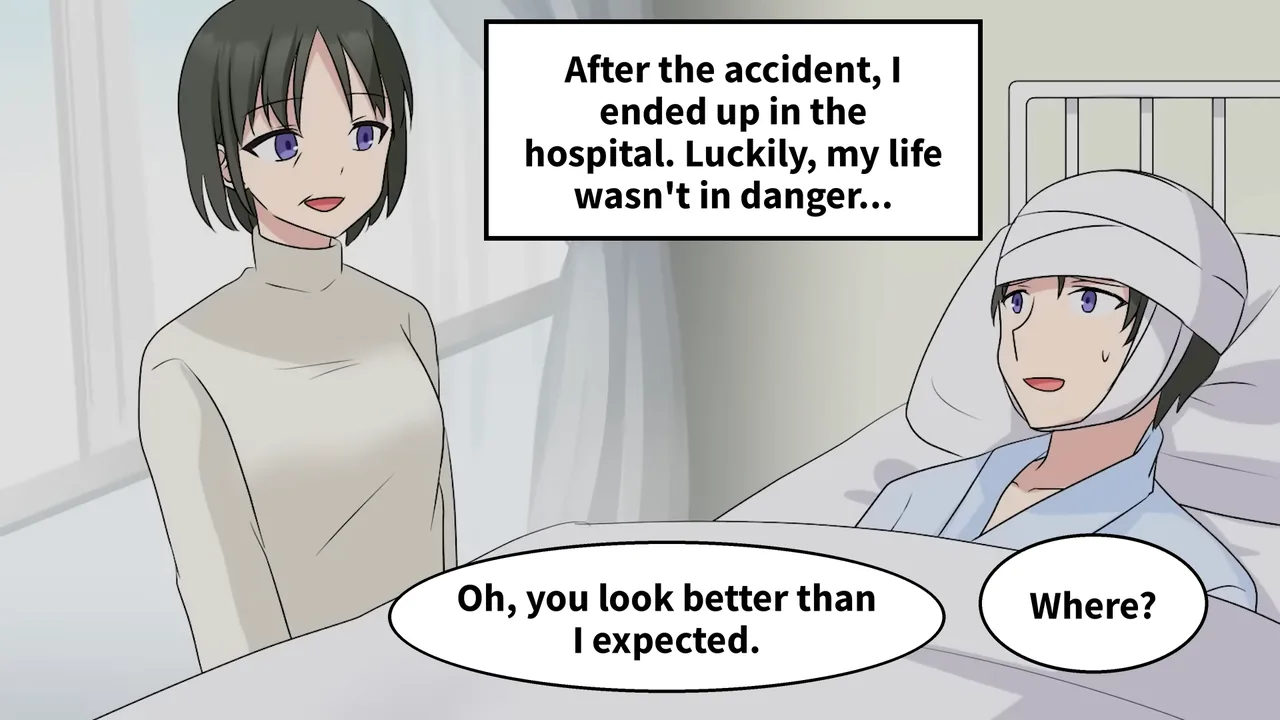 After the accident, I
ended up in the
hospital. Luckily, my life
wasn't in danger...
Oh, you look better than
I expected.
Where?